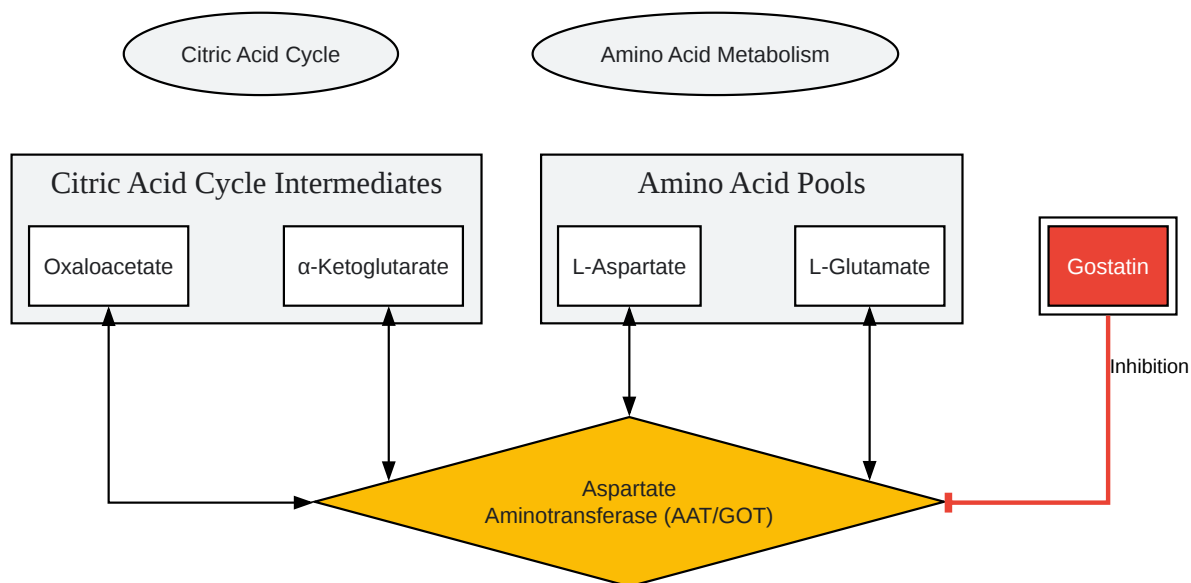 Citric Acid Cycle
Amino Acid Metabolism
Citric Acid Cycle Intermediates
Amino Acid Pools
Oxaloacetate
α-Ketoglutarate
L-Aspartate
L-Glutamate
Gostatin
Inhibition
Aspartate
Aminotransferase (AAT/GOT)